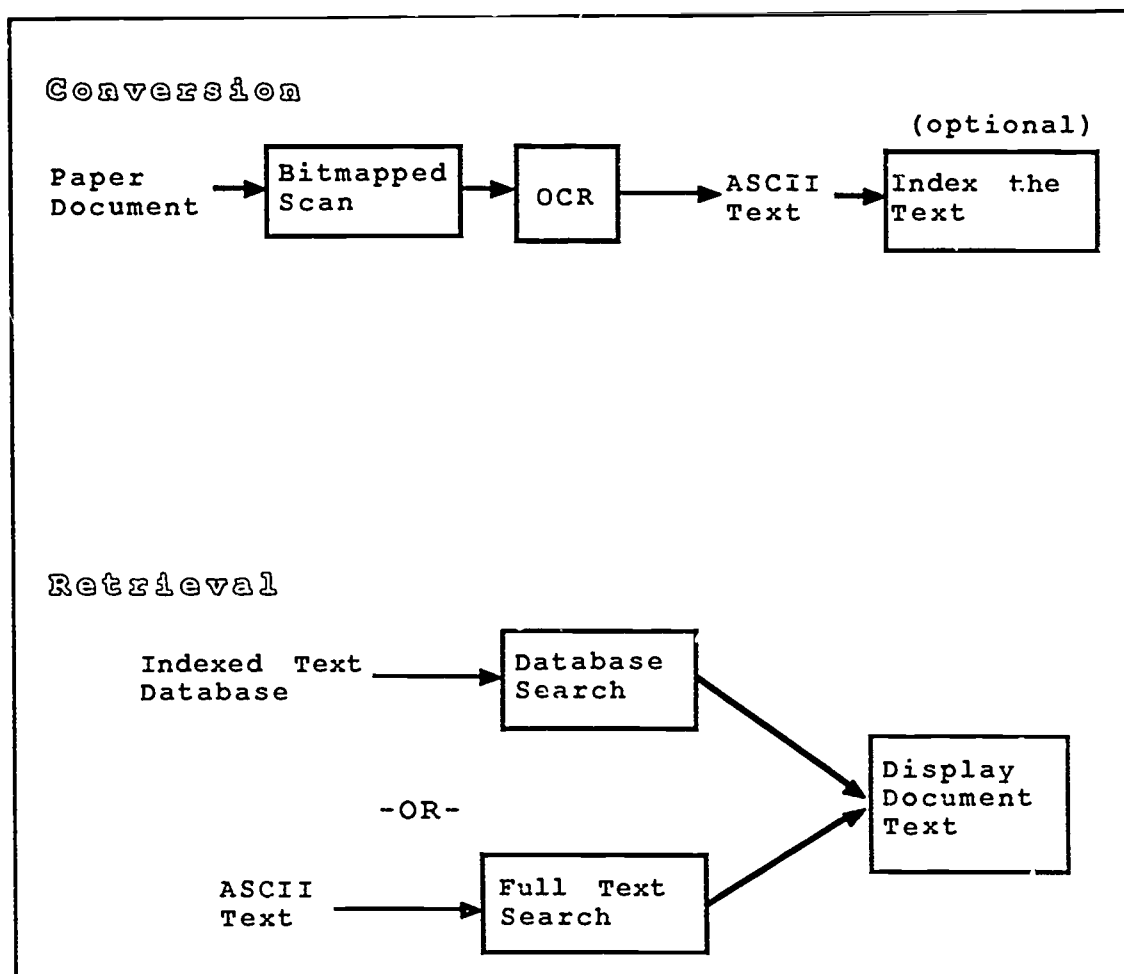 Conversion
(optional)
Paper
Document
Bitmapped
Scan
OCR
ASCII
Text
Index the
Text
Retrieval
Indexed Text
Database
Database
Search
-OR-
ASCII
Text
Full Text
Search
Display
Document
Text